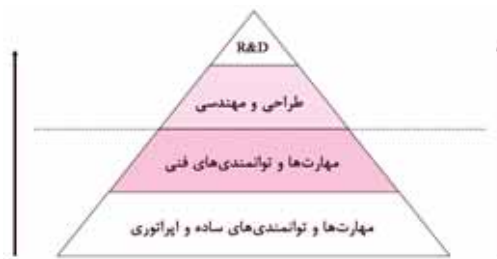 R&D
طراحی و مهندسی
مهارت‌ها و توانمندی‌های فنی
مهارت‌ها و توانمندی‌های ساده و اپراتوری